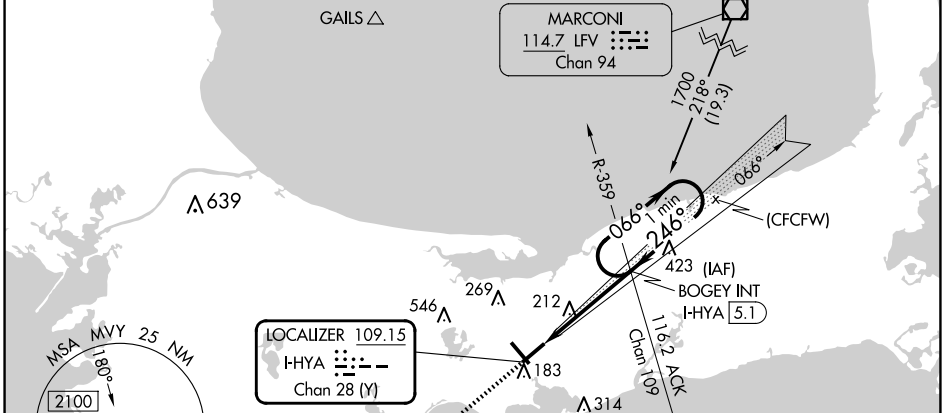 GAILS
MARCONI
114.7 LFV
Chan 94
1700
218°
(19.3)
R-359
066°
066°
1 min
246°
(CFCFW)
639
423
(IAF)
BOGEY INT
I-HYA 5.1
269
212
546
LOCALIZER 109.15
I-HYA
Chan 28 (Y)
183
116.2 ACK
Chan 109
MSA MVY 25 NM
180°
2100
314